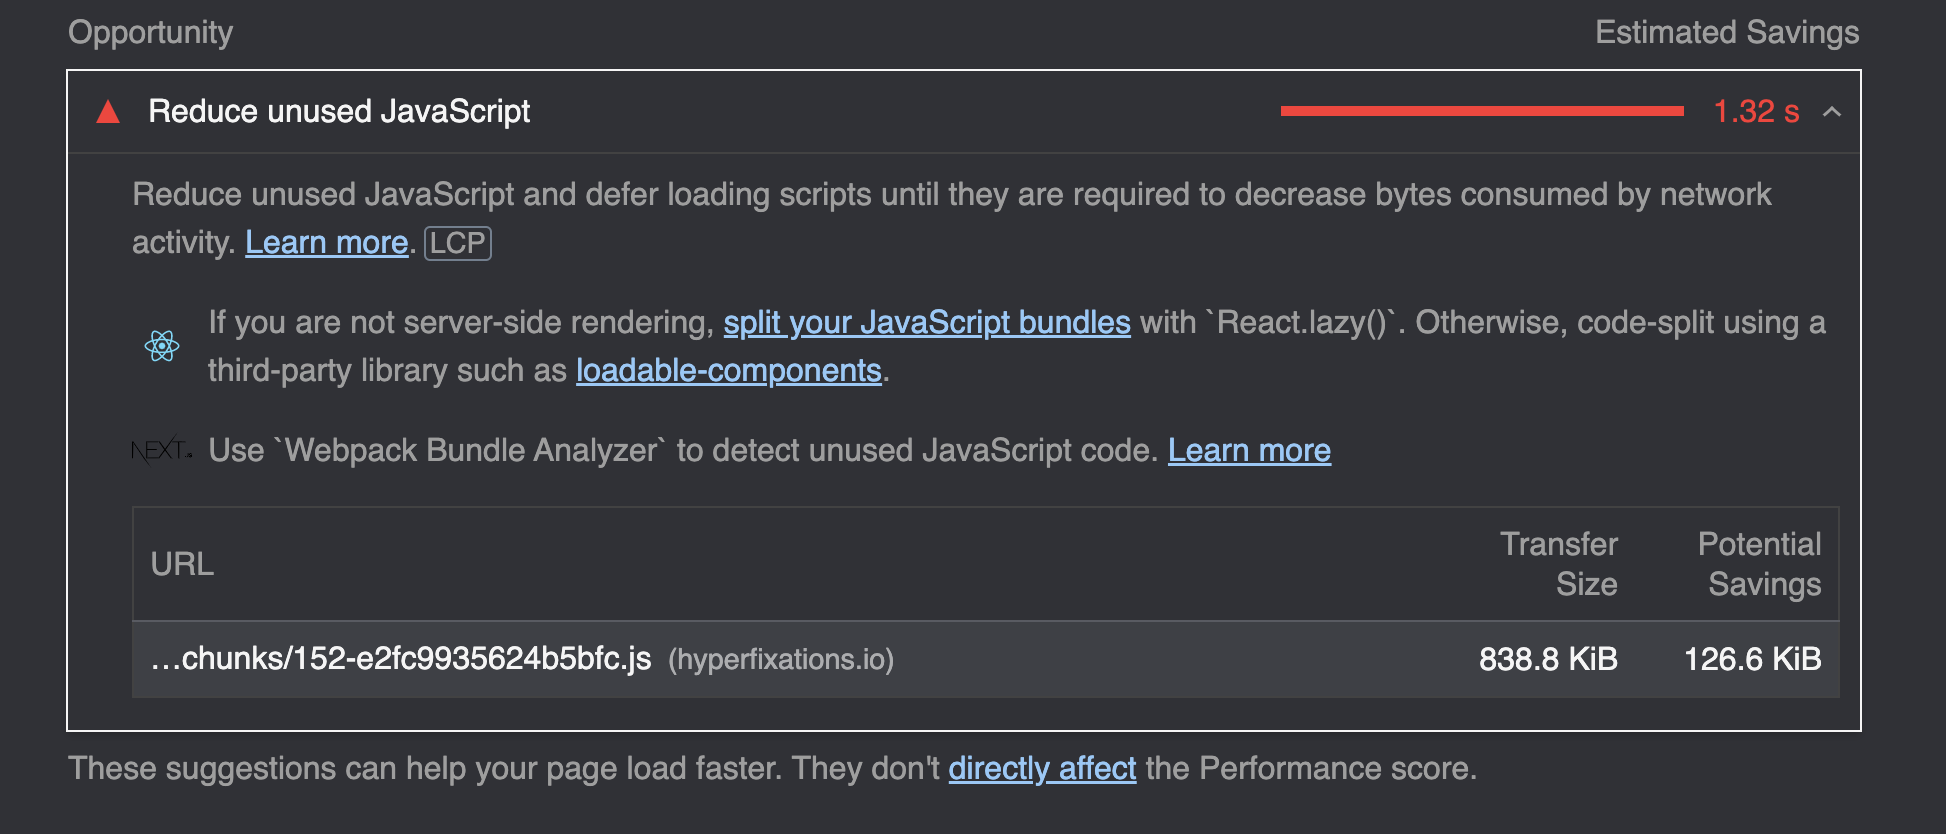 Opportunity Estimated Savings
Reduce unused JavaScript 1.32 s
Reduce unused JavaScript and defer loading scripts until they are required to decrease bytes consumed by network
activity. Learn more. LCP
If you are not server-side rendering, split your JavaScript bundles with `React.lazy()`. Otherwise, code-split using a
third-party library such as loadable-components.
NEXT.js Use `Webpack Bundle Analyzer` to detect unused JavaScript code. Learn more
URL Transfer Size Potential Savings
…chunks/152-e2fc9935624b5bfc.js (hyperfixations.io) 838.8 KiB 126.6 KiB
These suggestions can help your page load faster. They don't directly affect the Performance score.